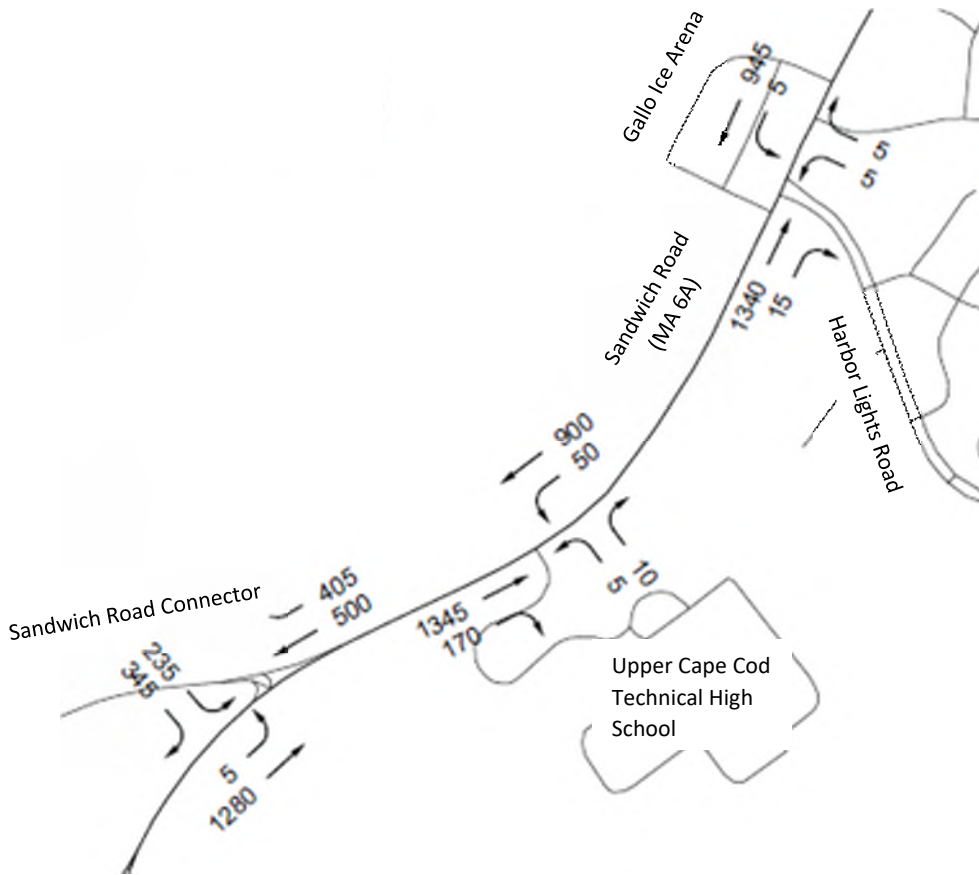 Gallo Ice Arena
945
5
5
5
Sandwich Road
(MA 6A)
1340
15
Harbor Lights Road
900
50
10
5
1345
170
Sandwich Road Connector
405
500
235
345
5
1280
Upper Cape Cod
Technical High
School